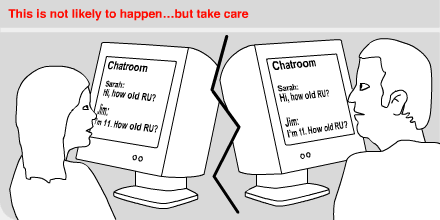 This is not likely to happen...but take care
Chatroom
Sarah:
Hi, how old RU?
Jim:
I'm 11. How old RU?
Chatroom
Sarah:
Hi, how old RU?
Jim:
I'm 11. How old RU?